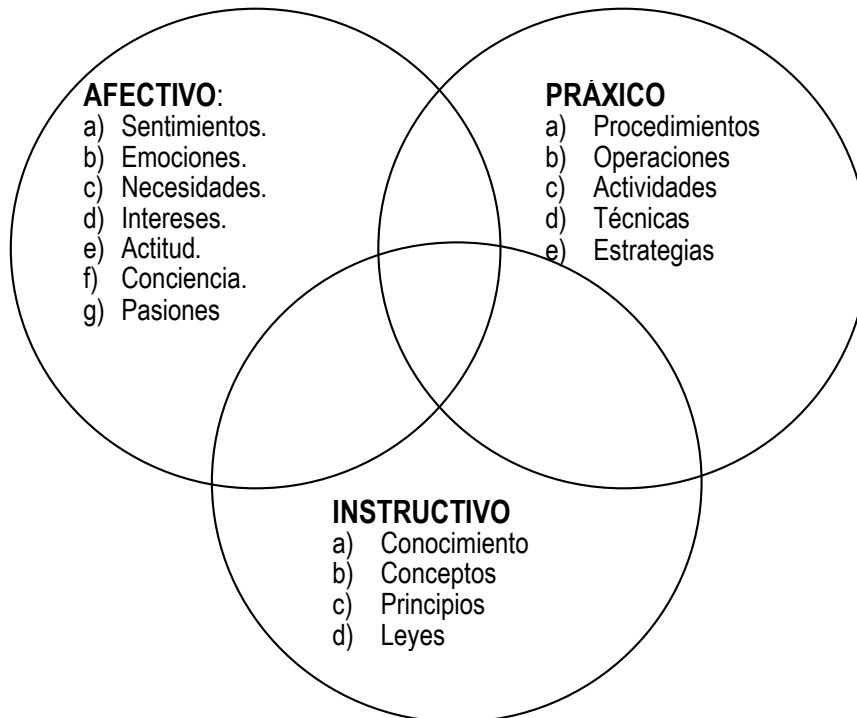 AFECTIVO:
a) Sentimientos.
b) Emociones.
c) Necesidades.
d) Intereses.
e) Actitud.
f) Conciencia.
g) Pasiones
PRÁXICO
a) Procedimientos
b) Operaciones
c) Actividades
d) Técnicas
e) Estrategias
INSTRUCTIVO
a) Conocimiento
b) Conceptos
c) Principios
d) Leyes